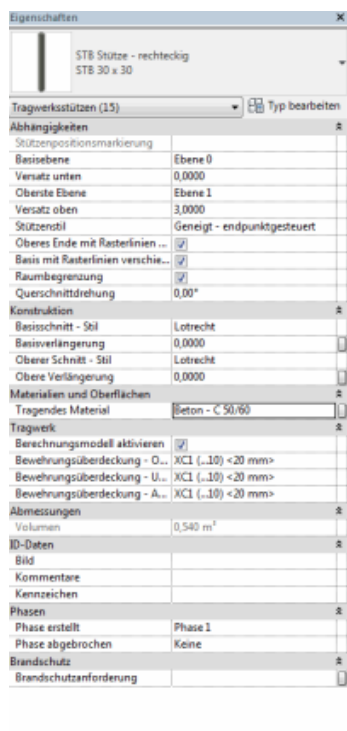 Eigenschaften
STB Stütze - rechteckig
STB 30 x 30
Tragwerksstützen (15) Typ bearbeiten
Abhängigkeiten
Stützenpositionsmarkierung
Basisebene Ebene 0
Versatz unten 0,0000
Oberste Ebene Ebene 1
Versatz oben 3,0000
Stützenstil Geneigt - endpunktgesteuert
Oberes Ende mit Rasterlinien ...
Basis mit Rasterlinien verschie...
Raumbegrenzung
Querschnittdrehung 0,00°
Konstruktion
Basisschnitt - Stil Lotrecht
Basisverlängerung 0,0000
Oberer Schnitt - Stil Lotrecht
Obere Verlängerung 0,0000
Materialien und Oberflächen
Tragendes Material Beton - C 50/60
Tragwerk
Berechnungsmodell aktivieren
Bewehrungsüberdeckung - O... XC1 (...10) <20 mm>
Bewehrungsüberdeckung - U... XC1 (...10) <20 mm>
Bewehrungsüberdeckung - A... XC1 (...10) <20 mm>
Abmessungen
Volumen 0,540 m³
ID-Daten
Bild
Kommentare
Kennzeichen
Phasen
Phase erstellt Phase 1
Phase abgebrochen Keine
Brandschutz
Brandschutzanforderung